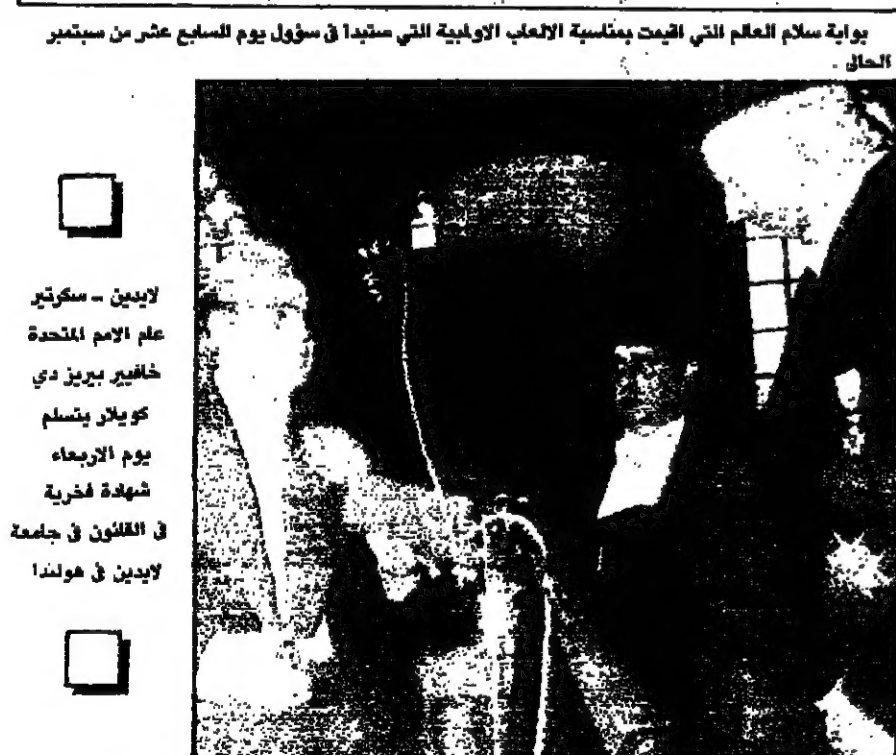 بوابة سلام العالم التي اقيمت بمناسبة الالعاب الاولمبية التي ستبدأ في سؤول يوم السابع عشر من سبتمبر
الحالي .
لايدين - سكرتير
عام الامم المتحدة
خافيير بيريز دي
كويلار يتسلم
يوم الاربعاء
شهادة فخرية
في القانون في جامعة
لايدين في هولندا